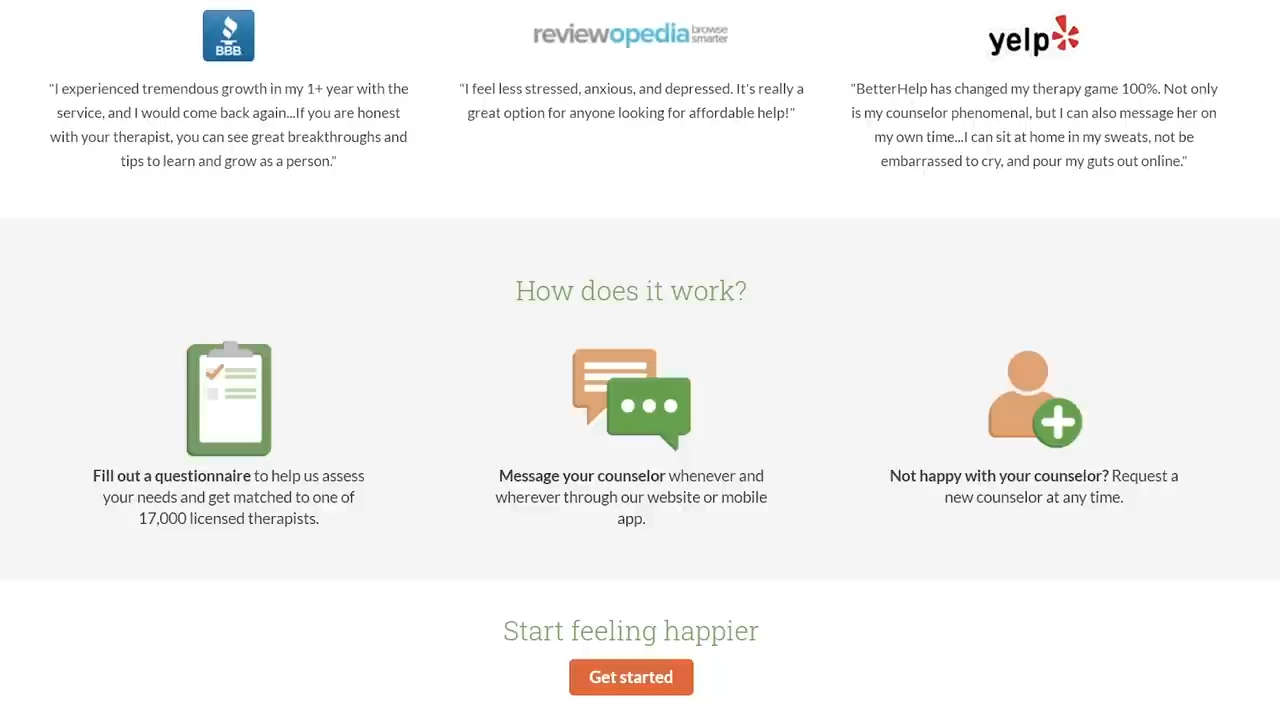 BBB
reviewopedia browse smarter
yelp
"I experienced tremendous growth in my 1+ year with the
service, and I would come back again...If you are honest
with your therapist, you can see great breakthroughs and
tips to learn and grow as a person."
"I feel less stressed, anxious, and depressed. It's really a
great option for anyone looking for affordable help!"
"BetterHelp has changed my therapy game 100%. Not only
is my counselor phenomenal, but I can also message her on
my own time...I can sit at home in my sweats, not be
embarrassed to cry, and pour my guts out online."
How does it work?
Fill out a questionnaire to help us assess
your needs and get matched to one of
17,000 licensed therapists.
Message your counselor whenever and
wherever through our website or mobile
app.
Not happy with your counselor? Request a
new counselor at any time.
Start feeling happier
Get started